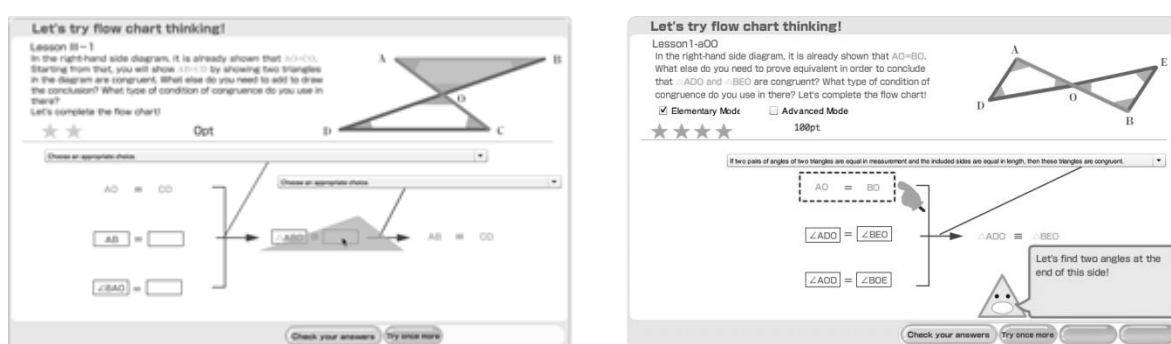 Let's try flow chart thinking!
Lesson III-1
In the right-hand side diagram, it is already shown that AO=CO.
Starting from that, you will show AB=CD by showing two triangles
in the diagram are congruent. What else do you need to add to draw
the conclusion? What type of condition of congruence do you use in
there?
Let's complete the flow chart!
0pt
A
B
O
D
C
Choose an appropriate choice.
Choose an appropriate choice.
AO = CO
AB =
△ABO =
AB = CD
∠BAO =
Check your answers
Try once more
Let's try flow chart thinking!
Lesson1-a00
In the right-hand side diagram, it is already shown that AO=BO.
What else do you need to prove equivalent in order to conclude
that △ADO and △BEO are congruent? What type of condition of
congruence do you use in there? Let's complete the flow chart!
Elementary Mode
Advanced Mode
100pt
A
E
D
O
B
If two pairs of angles of two triangles are equal in measurement and the included sides are equal in length, then these triangles are congruent.
AO = BO
∠ADO = ∠BEO
△ADO ≡ △BEO
∠AOD = ∠BOE
Let's find two angles at the
end of this side!
Check your answers
Try once more